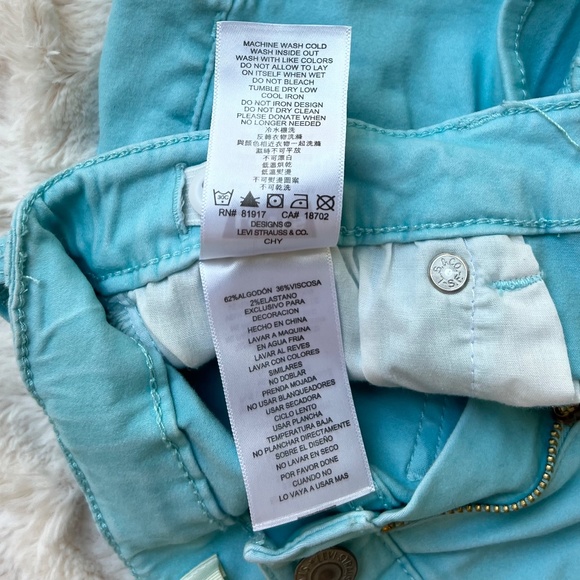 MACHINE WASH COLD
WASH INSIDE OUT
WASH WITH LIKE COLORS
DO NOT ALLOW TO LAY
ON ITSELF WHEN WET
DO NOT BLEACH
TUMBLE DRY LOW
COOL IRON
DO NOT IRON DESIGN
DO NOT DRY CLEAN
PLEASE DONATE WHEN
NO LONGER NEEDED
冷水機洗
反轉衣物洗滌
與顏色相近衣物一起洗滌
濕時不可平放
不可漂白
低溫烘乾
低溫熨燙
不可熨燙圖案
不可乾洗
30C
RN# 81917 CA# 18702
DESIGNS ©
LEVI STRAUSS & CO.
CHY
62%ALGODÓN 36%VISCOSA
2%ELASTANO
EXCLUSIVO PARA
DECORACION
HECHO EN CHINA
LAVAR A MAQUINA
EN AGUA FRIA
LAVAR AL REVES
LAVAR CON COLORES
SIMILARES
NO DOBLAR
PRENDA MOJADA
NO USAR BLANQUEADORES
USAR SECADORA
CICLO LENTO
USAR PLANCHA
TEMPERATURA BAJA
NO PLANCHAR DIRECTAMENTE
SOBRE EL DISEÑO
NO LAVAR EN SECO
POR FAVOR DONE
CUANDO NO
LO VAYA A USAR MAS